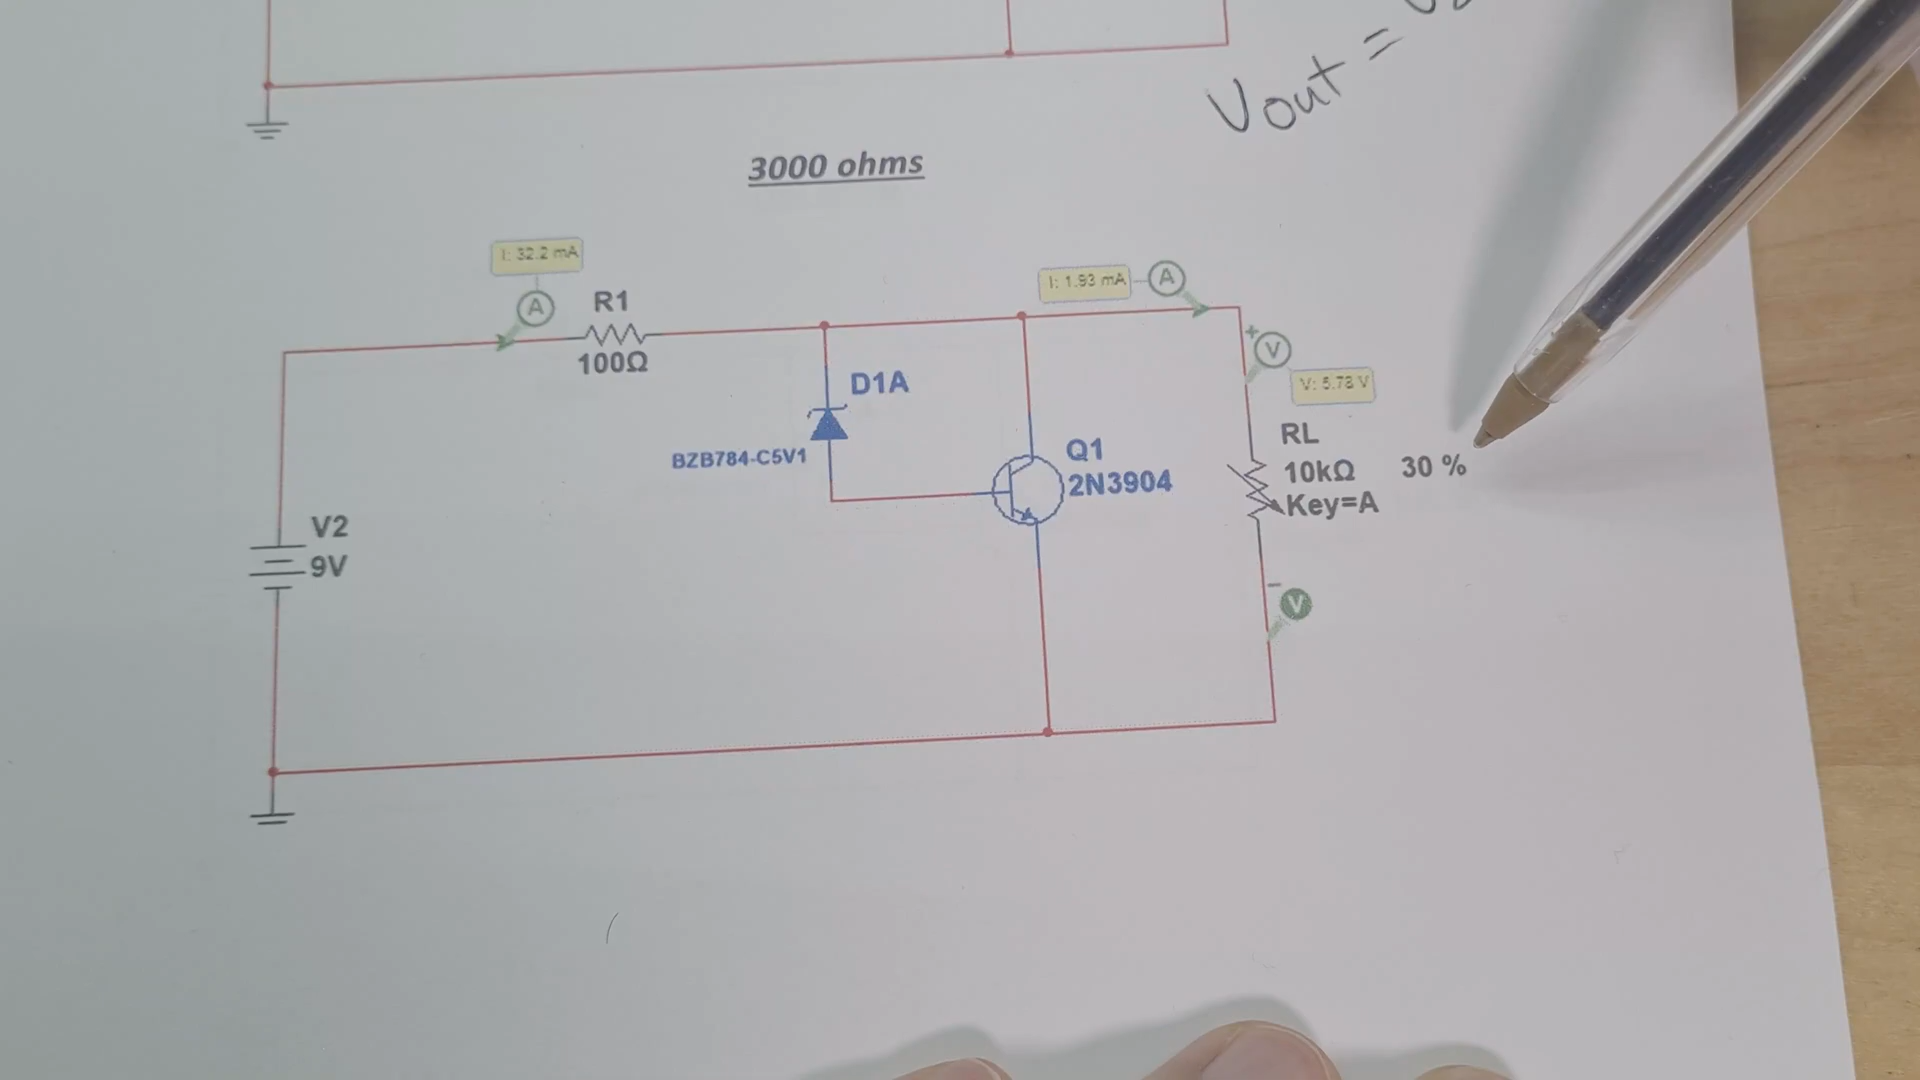 Vout =
3000 ohms
I: 32.2 mA
A
R1
100Ω
I: 1.93 mA
A
+
V
V: 5.78 V
D1A
BZB784-C5V1
Q1
2N3904
RL
10kΩ
30 %
Key=A
V2
9V
V